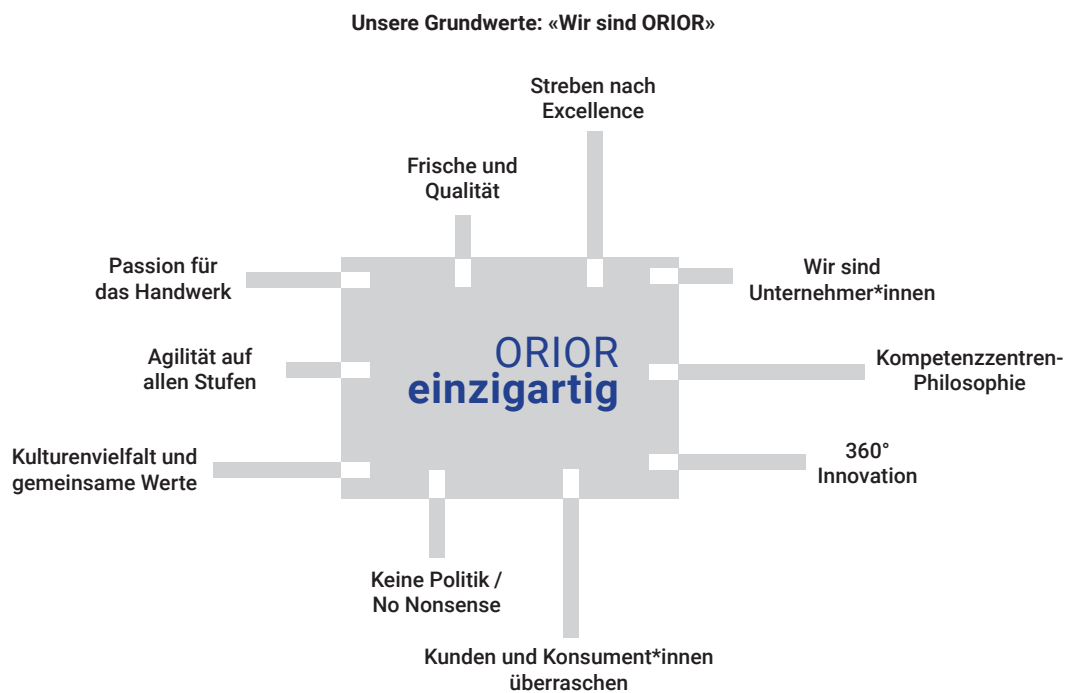 Unsere Grundwerte: «Wir sind ORIOR»
Streben nach
Excellence
Frische und
Qualität
Passion für
das Handwerk
Wir sind
Unternehmer*innen
ORIOR
einzigartig
Agilität auf
allen Stufen
Kompetenzzentren-
Philosophie
Kulturenvielfalt und
gemeinsame Werte
360°
Innovation
Keine Politik /
No Nonsense
Kunden und Konsument*innen
überraschen